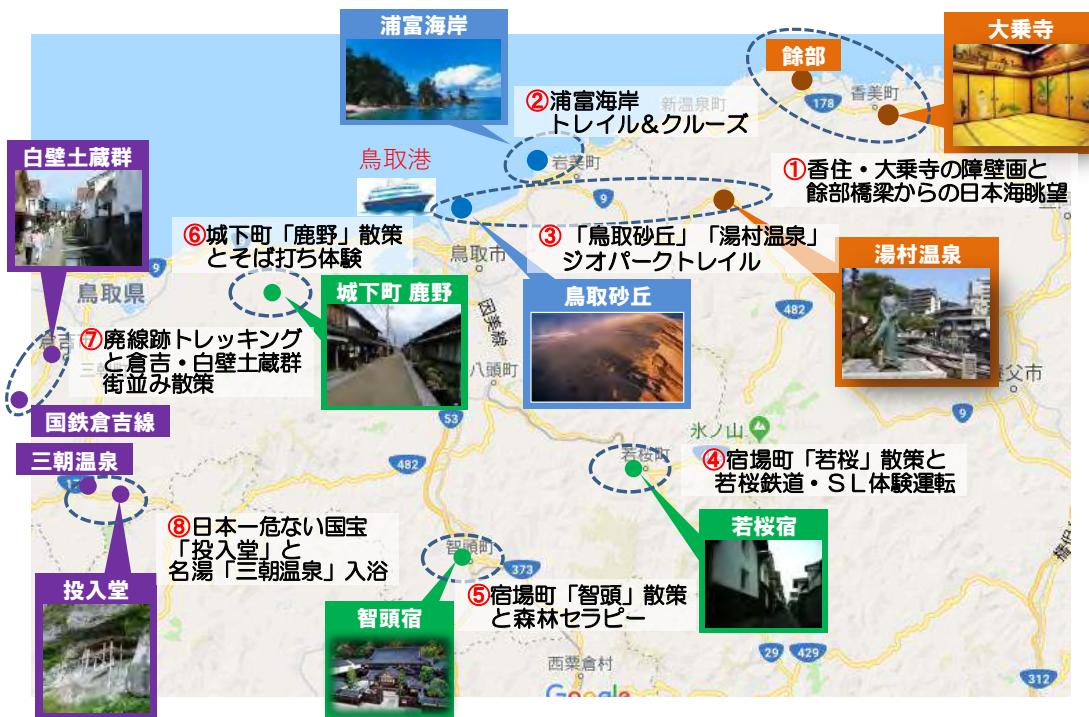 浦富海岸
大乗寺
餘部
178
香美町
新温泉町
②浦富海岸
トレイル&クルーズ
白壁土蔵群
鳥取港
岩美町
①香住・大乗寺の障壁画と
餘部橋梁からの日本海眺望
9
⑥城下町「鹿野」散策
とそば打ち体験
鳥取市
③「鳥取砂丘」「湯村温泉」
ジオパークトレイル
湯村温泉
9
鳥取県
城下町 鹿野
因美線
鳥取砂丘
482
⑦廃線跡トレッキング
と倉吉・白壁土蔵群
街並み散策
八頭町
父市
国鉄倉吉線
53
9
三朝温泉
482
氷ノ山
若桜町
④宿場町「若桜」散策と
若桜鉄道・SL体験運転
⑧日本一危ない国宝
「投入堂」と
名湯「三朝温泉」入浴
若桜宿
智頭町
373
投入堂
⑤宿場町「智頭」散策
と森林セラピー
智頭宿
29
429
西粟倉村
Google
312